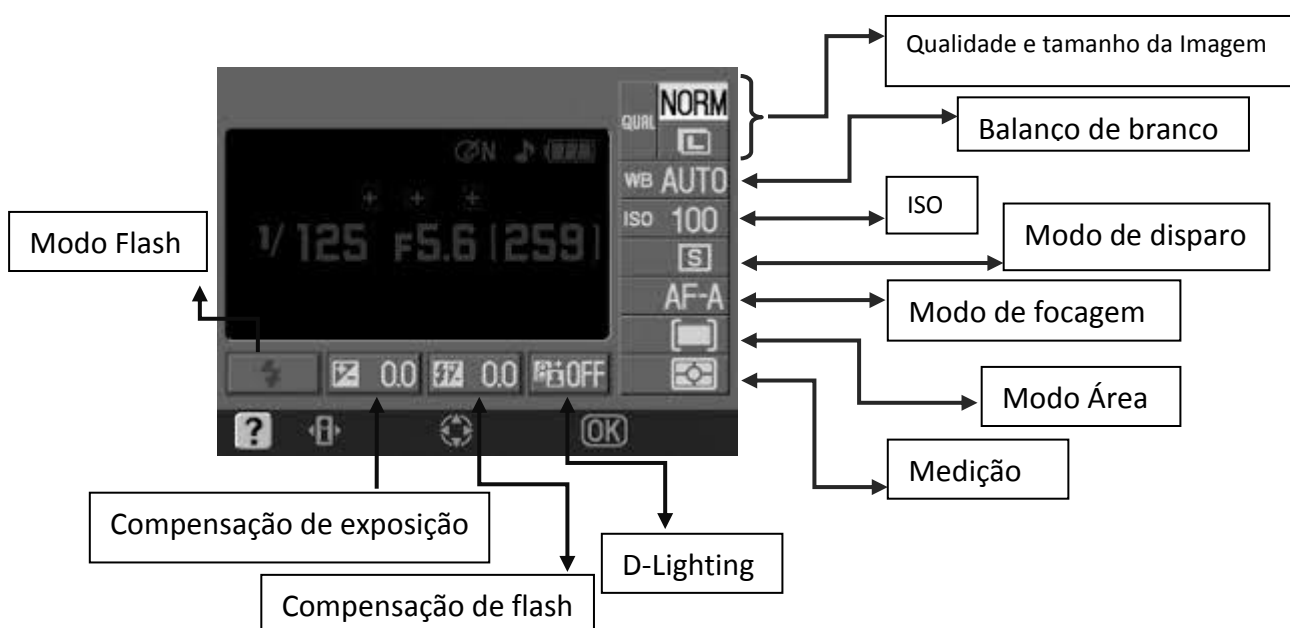 Qualidade e tamanho da Imagem
NORM
QUAL
L
Balanço de branco
N
WB AUTO
ISO 100
ISO
Modo Flash
1/125 F5.6 [259]
S
Modo de disparo
AF-A
Modo de focagem
Modo Área
0.0
0.0
OFF
? i OK
Medição
Compensação de exposição
D-Lighting
Compensação de flash